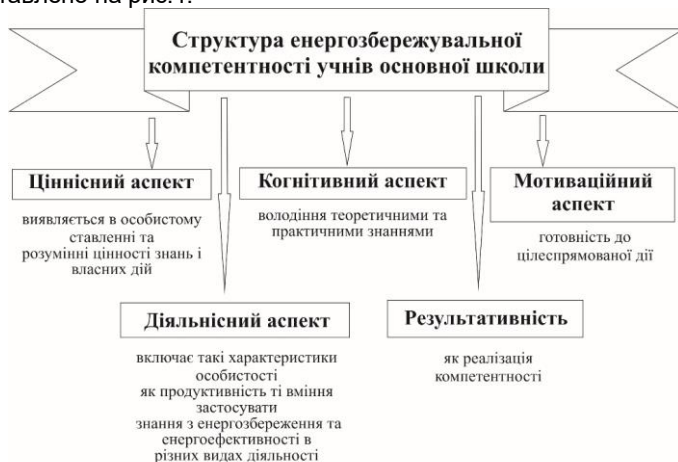 тавлено на рис.1.
Структура енергозбережувальної
компетентності учнів основної школи
Ціннісний аспект
виявляється в особистому
ставленні та
розумінні цінності знань і
власних дій
Когнітивний аспект
володіння теоретичними та
практичними знаннями
Мотиваційний
аспект
готовність до
цілеспрямованої дії
Діяльнісний аспект
включає такі характеристики
особистості
як продуктивність ті вміння
застосувати
знання з енергозбереження та
енергоефективності в
різних видах діяльності
Результативність
як реалізація
компетентності